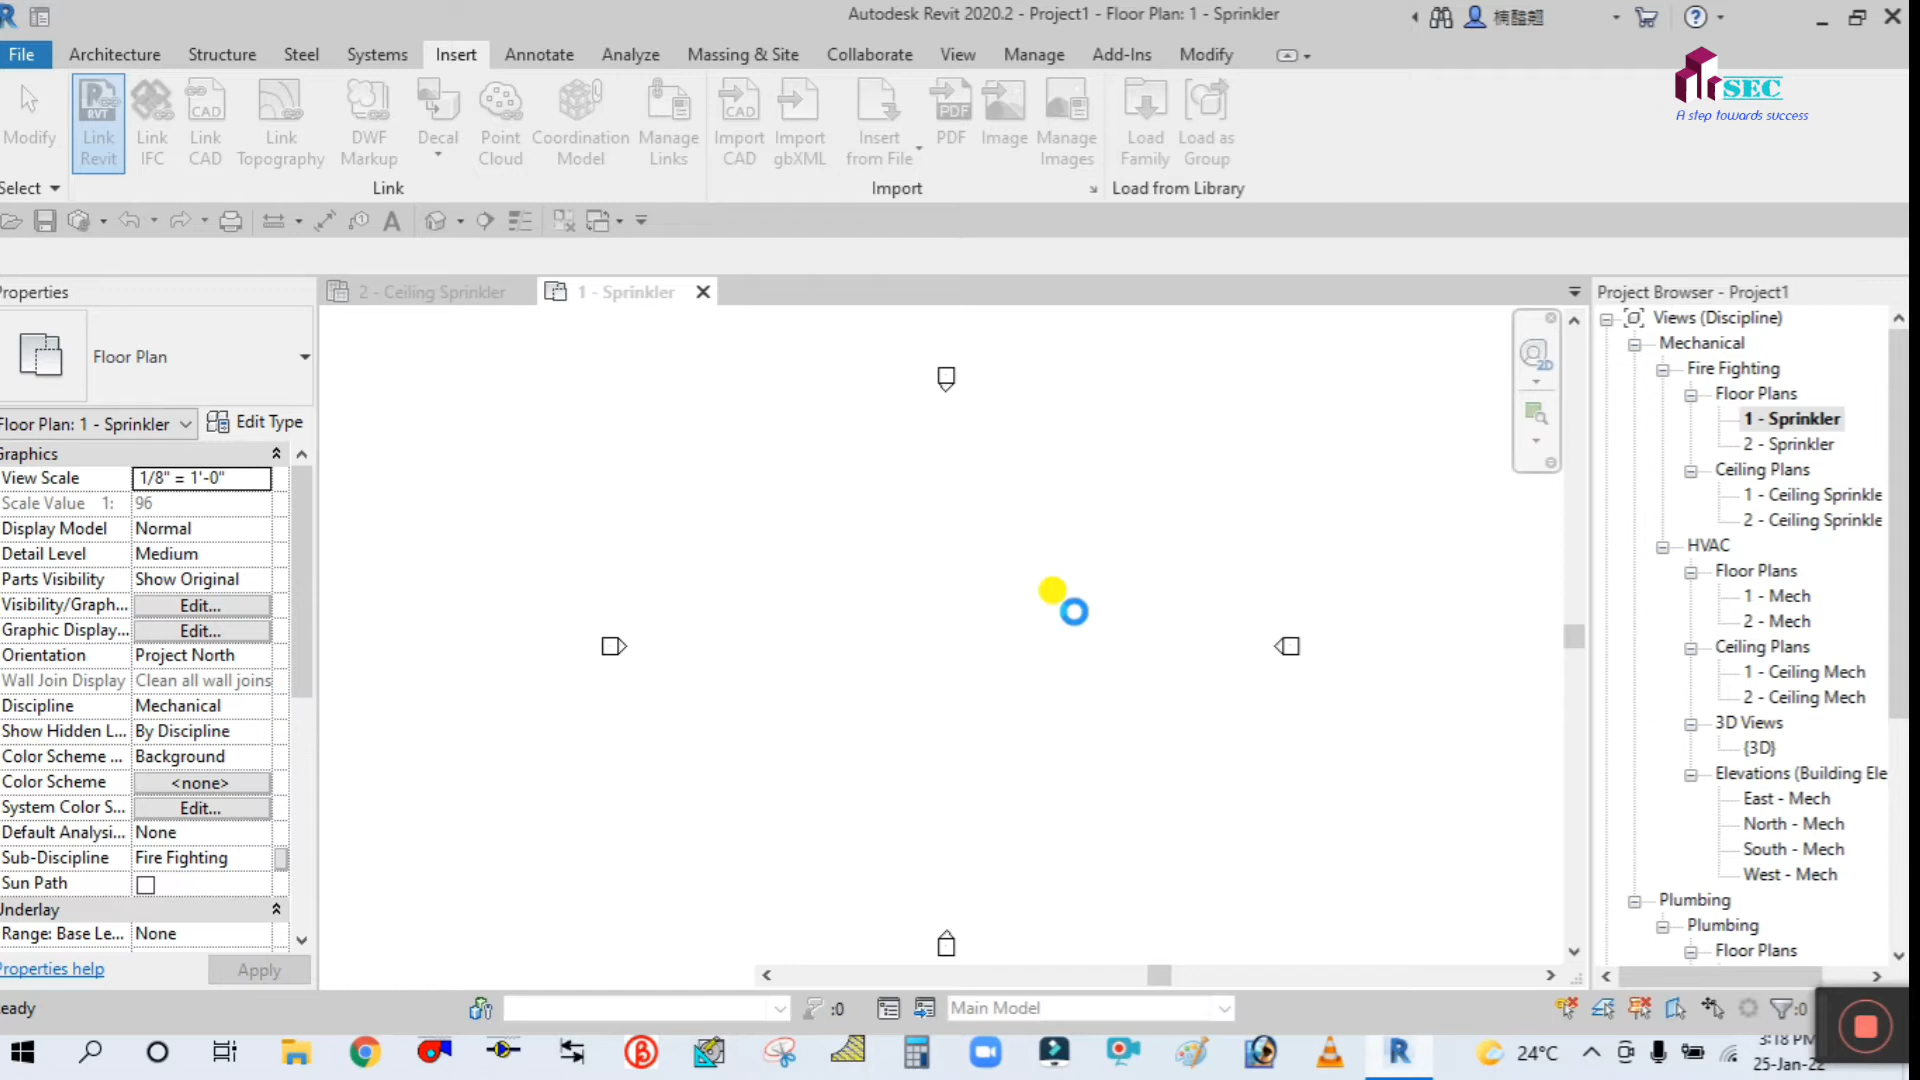 Autodesk Revit 2020.2 - Project1 - Floor Plan: 1 - Sprinkler
File Architecture Structure Steel Systems Insert Annotate Analyze Massing & Site Collaborate View Manage Add-Ins Modify
SEC
A step towards success
Modify
Link Revit
Link IFC
Link CAD
Link Topography
DWF Markup
Decal
Point Cloud
Coordination Model
Manage Links
Import CAD
Import gbXML
Insert from File
PDF
Image
Manage Images
Load Family
Load as Group
Select
Link
Import
Load from Library
Properties
2 - Ceiling Sprinkler
1 - Sprinkler
Floor Plan
Floor Plan: 1 - Sprinkler
Edit Type
Graphics
View Scale 1/8" = 1'-0"
Scale Value 1: 96
Display Model Normal
Detail Level Medium
Parts Visibility Show Original
Visibility/Graph... Edit...
Graphic Display... Edit...
Orientation Project North
Wall Join Display Clean all wall joins
Discipline Mechanical
Show Hidden L... By Discipline
Color Scheme ... Background
Color Scheme <none>
System Color S... Edit...
Default Analysi... None
Sub-Discipline Fire Fighting
Sun Path
Underlay
Range: Base Le... None
Properties help
Apply
2D
Project Browser - Project1
Views (Discipline)
Mechanical
Fire Fighting
Floor Plans
1 - Sprinkler
2 - Sprinkler
Ceiling Plans
1 - Ceiling Sprinkle
2 - Ceiling Sprinkle
HVAC
Floor Plans
1 - Mech
2 - Mech
Ceiling Plans
1 - Ceiling Mech
2 - Ceiling Mech
3D Views
{3D}
Elevations (Building Ele
East - Mech
North - Mech
South - Mech
West - Mech
Plumbing
Plumbing
Floor Plans
eady
:0
Main Model
:0
24°C
3:18 PM
25-Jan-22